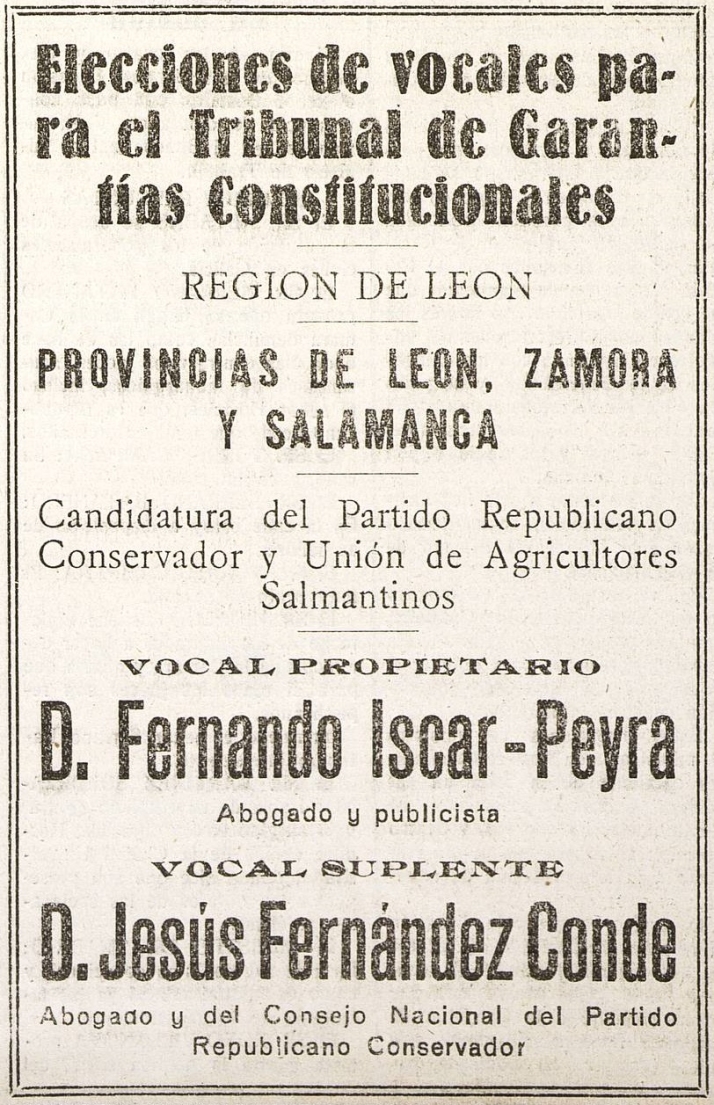 Elecciones de vocales pa-
ra el Tribunal de Garan-
tías Constitucionales
REGION DE LEON
PROVINCIAS DE LEON, ZAMORA
Y SALAMANCA
Candidatura del Partido Republicano
Conservador y Unión de Agricultores
Salmantinos
VOCAL PROPIETARIO
D. Fernando Iscar-Peyra
Abogado y publicista
VOCAL SUPLENTE
D. Jesús Fernández Conde
Abogado y del Consejo Nacional del Partido
Republicano Conservador